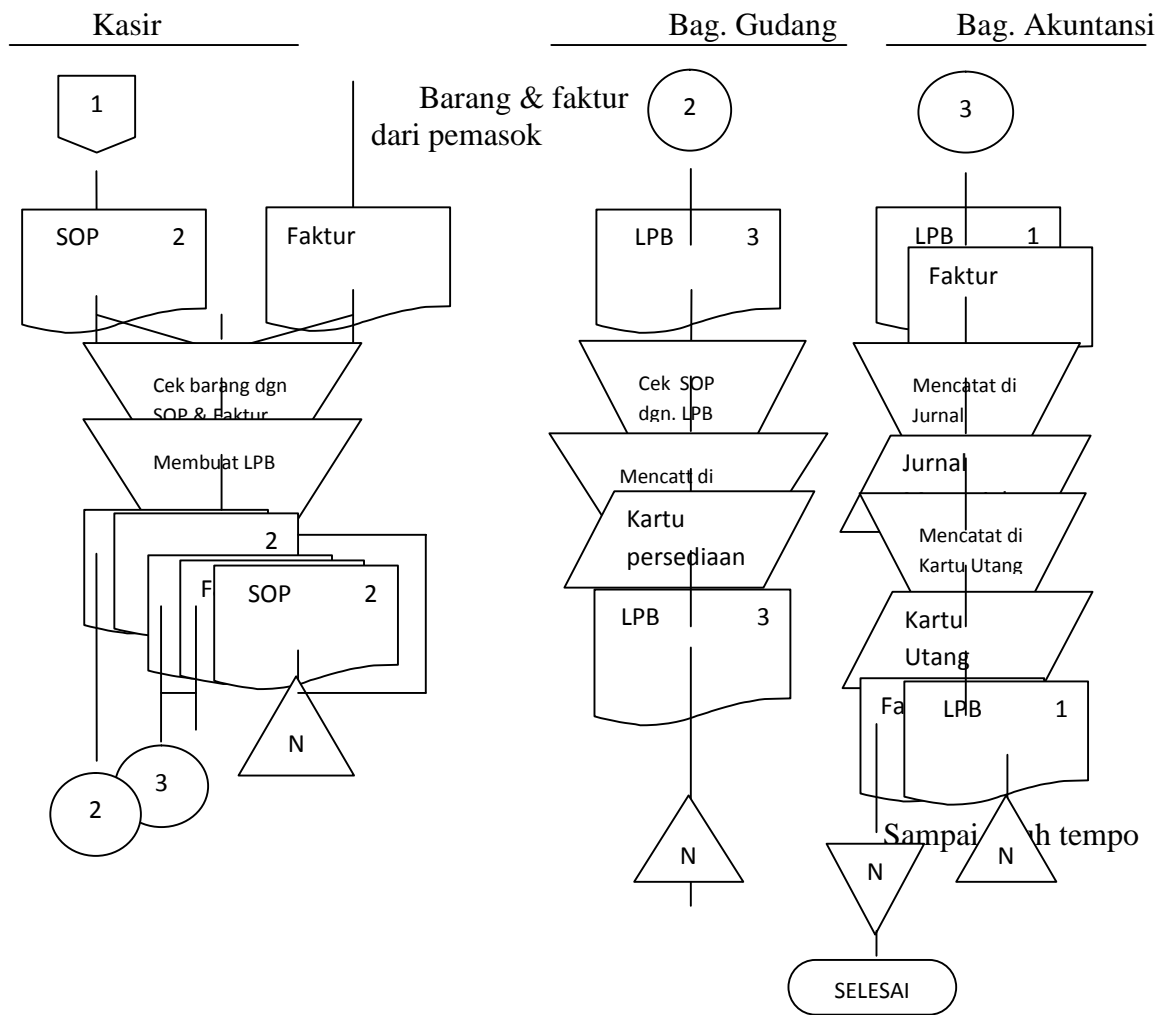 Kasir
Bag. Gudang
Bag. Akuntansi
1
Barang & faktur
dari pemasok
2
3
SOP 2
Faktur
LPB 3
LPB 1
Faktur
Cek barang dgn
SOP & Faktur
Membuat LPB
2
F
SOP 2
N
3
2
Cek SOP
dgn. LPB
Mencatt di
Kartu
persediaan
LPB 3
N
Mencatat di
Jurnal
Jurnal
Mencatat di
Kartu Utang
Kartu
Utang
Fa
LPB 1
Sampai
tempo
N
N
SELESAI